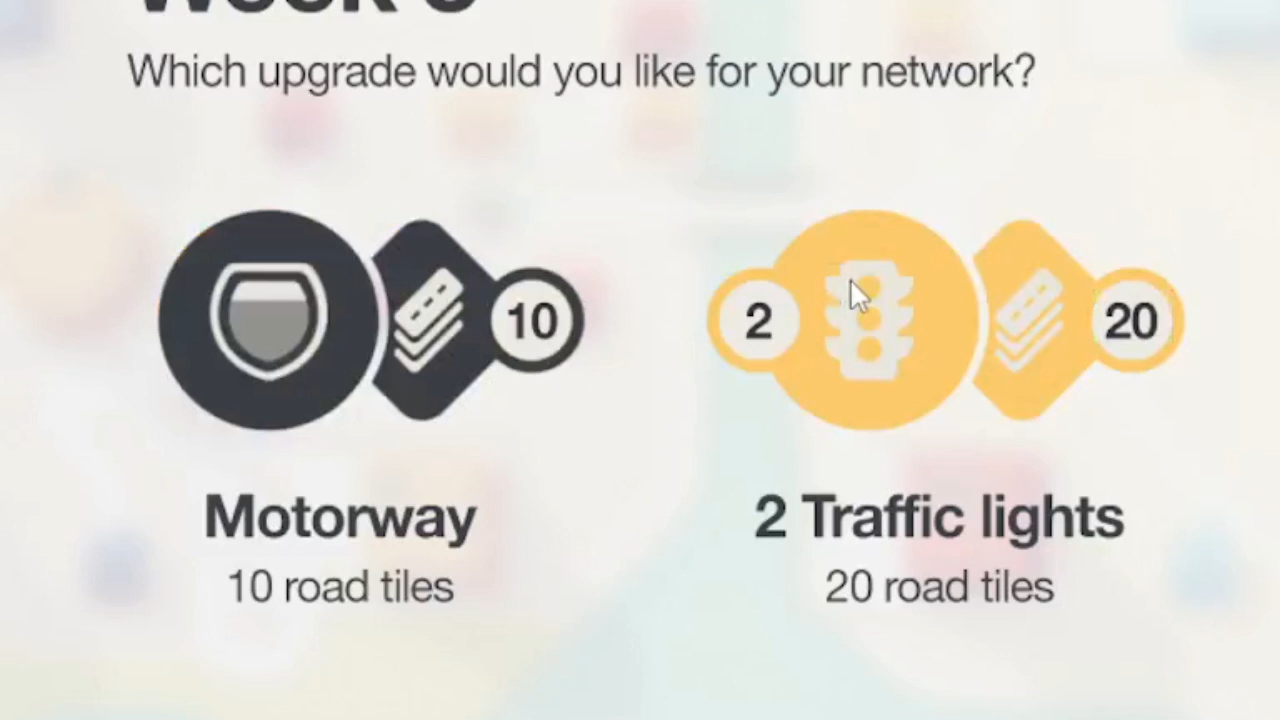 Week
Which upgrade would you like for your network?
10
2
20
Motorway
2 Traffic lights
10 road tiles
20 road tiles